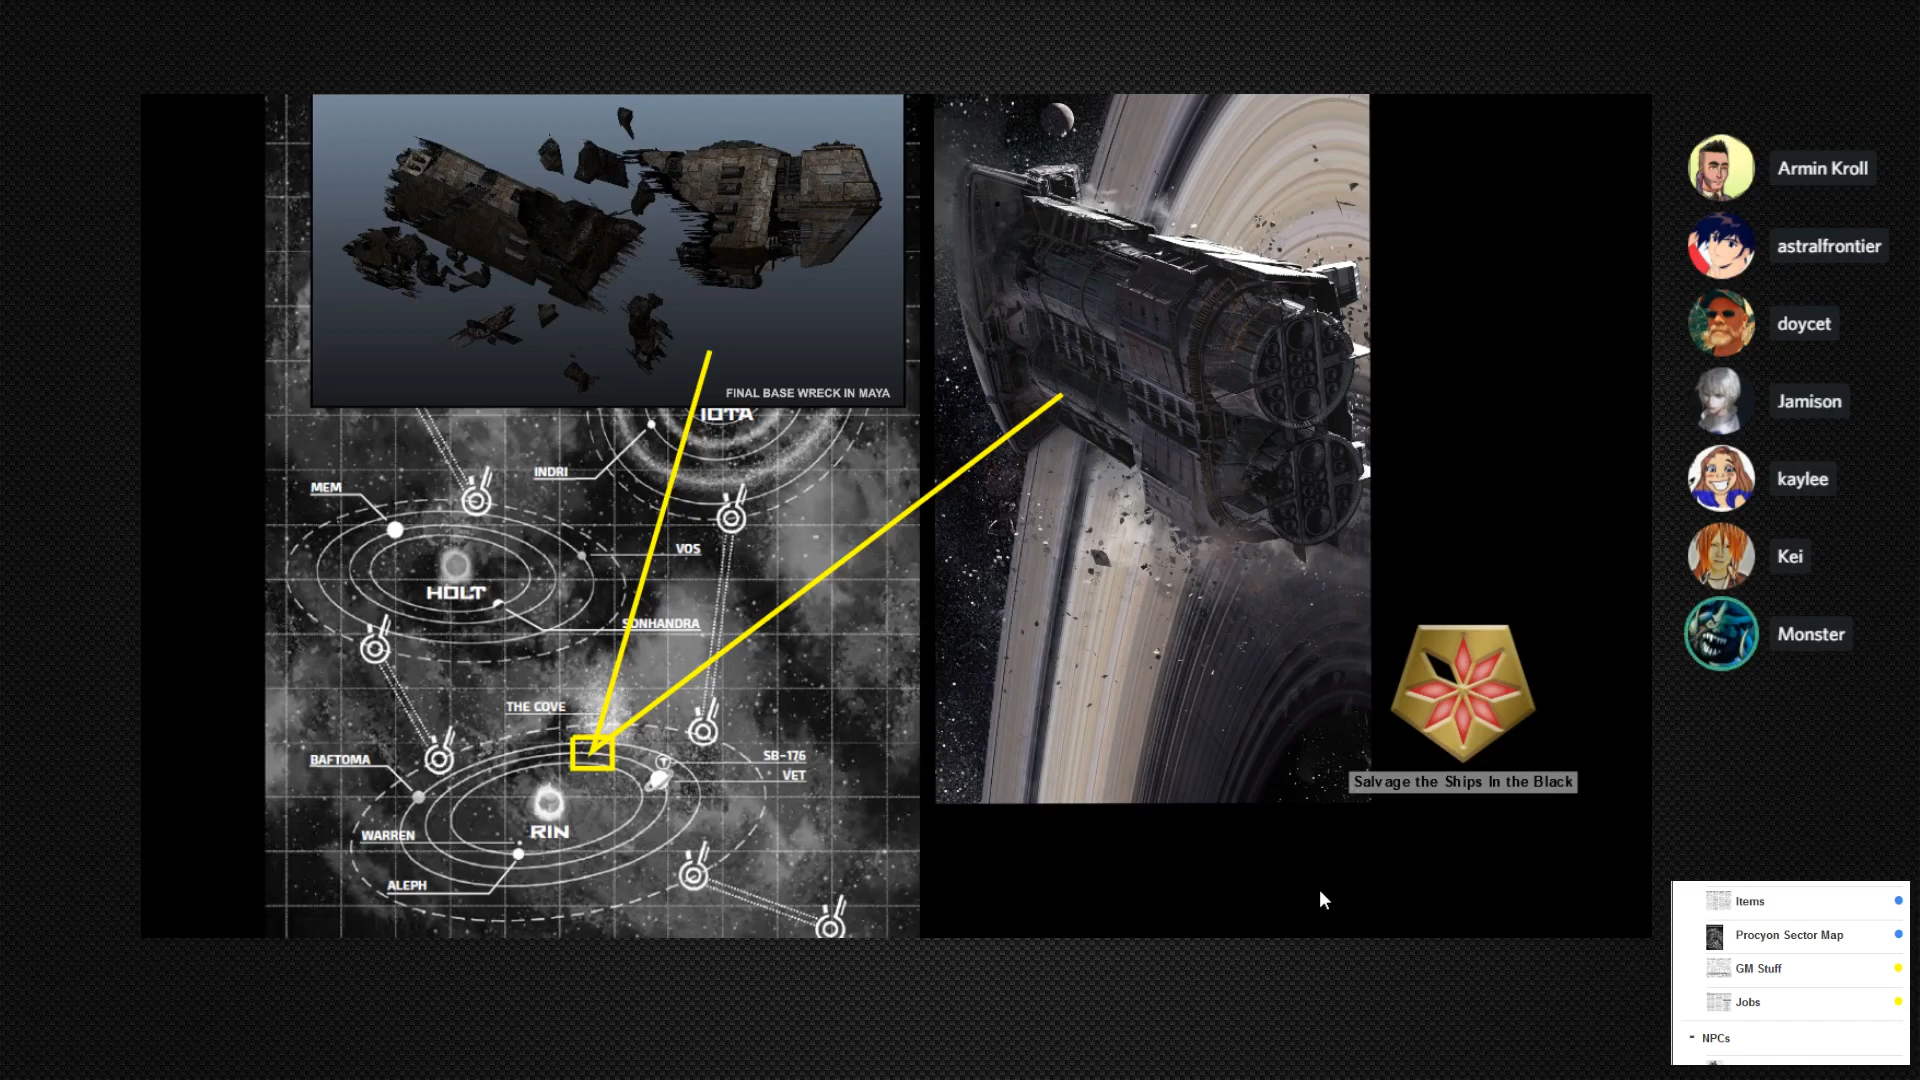 FINAL BASE WRECK IN MAYA
IOTA
INDRI
MEM
VOS
HOLT
SONHANDRA
THE COVE
BAFTOMA
SB-176
VET
RIN
WARREN
ALEPH
Salvage the Ships In the Black
Armin Kroll
astralfrontier
doycet
Jamison
kaylee
Kei
Monster
Items
Procyon Sector Map
GM Stuff
Jobs
- NPCs